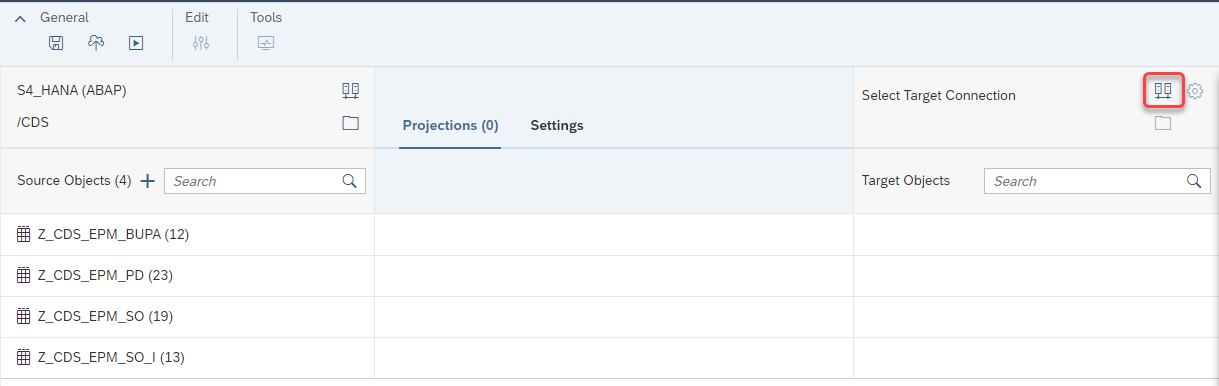 General
Edit
Tools
S4_HANA (ABAP)
/CDS
Projections (0)
Settings
Select Target Connection
Source Objects (4)
Search
Target Objects
Search
Z_CDS_EPM_BUPA (12)
Z_CDS_EPM_PD (23)
Z_CDS_EPM_SO (19)
Z_CDS_EPM_SO_I (13)